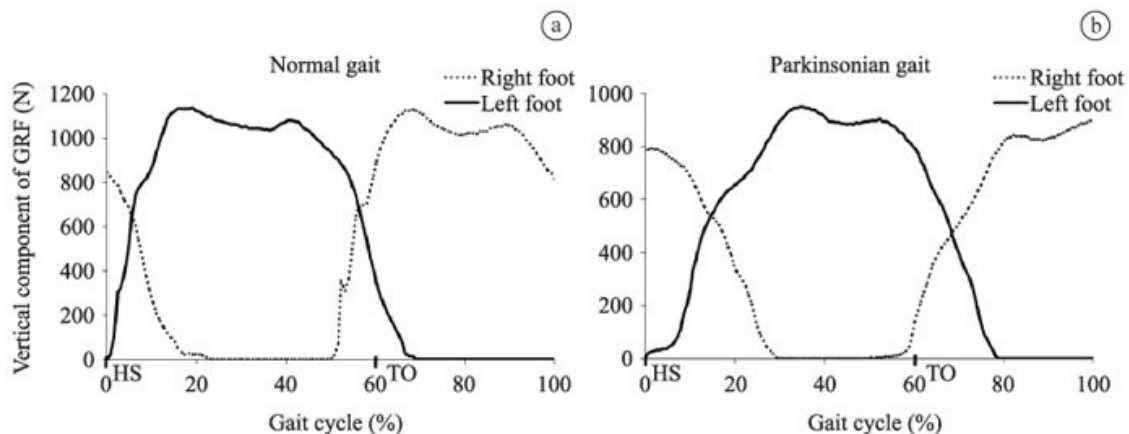 a
Normal gait
Right foot
Left foot
Vertical component of GRF (N)
1200
1000
800
600
400
200
0
HS
TO
20
40
60
80
100
Gait cycle (%)
b
Parkinsonian gait
Right foot
Left foot
1000
800
600
400
200
0
HS
TO
0
20
40
60
80
100
Gait cycle (%)